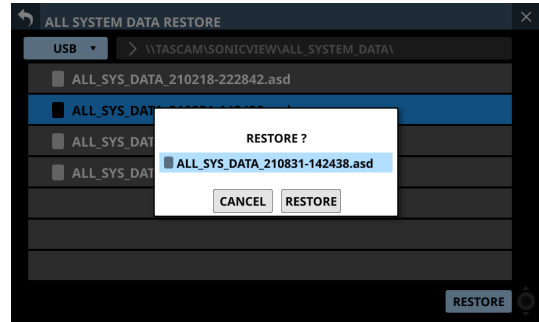 ALL SYSTEM DATA RESTORE
USB
\\TASCAM\SONICVIEW\ALL_SYSTEM_DATA\
ALL_SYS_DATA_210218-222842.asd
RESTORE ?
ALL_SYS_DATA_210831-142438.asd
CANCEL RESTORE
RESTORE